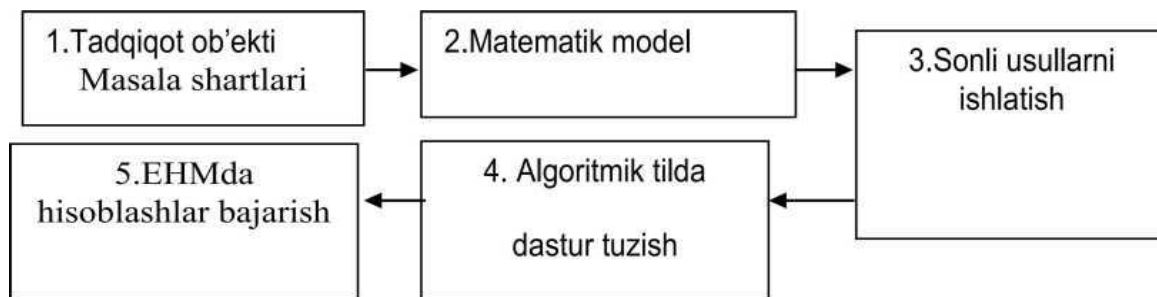 1.Tadqiqot ob'ekti
Masala shartlari
2.Matematik model
3.Sonli usullarni
ishlatish
4. Algoritmik tilda
dastur tuzish
5.EHMda
hisoblashlar bajarish